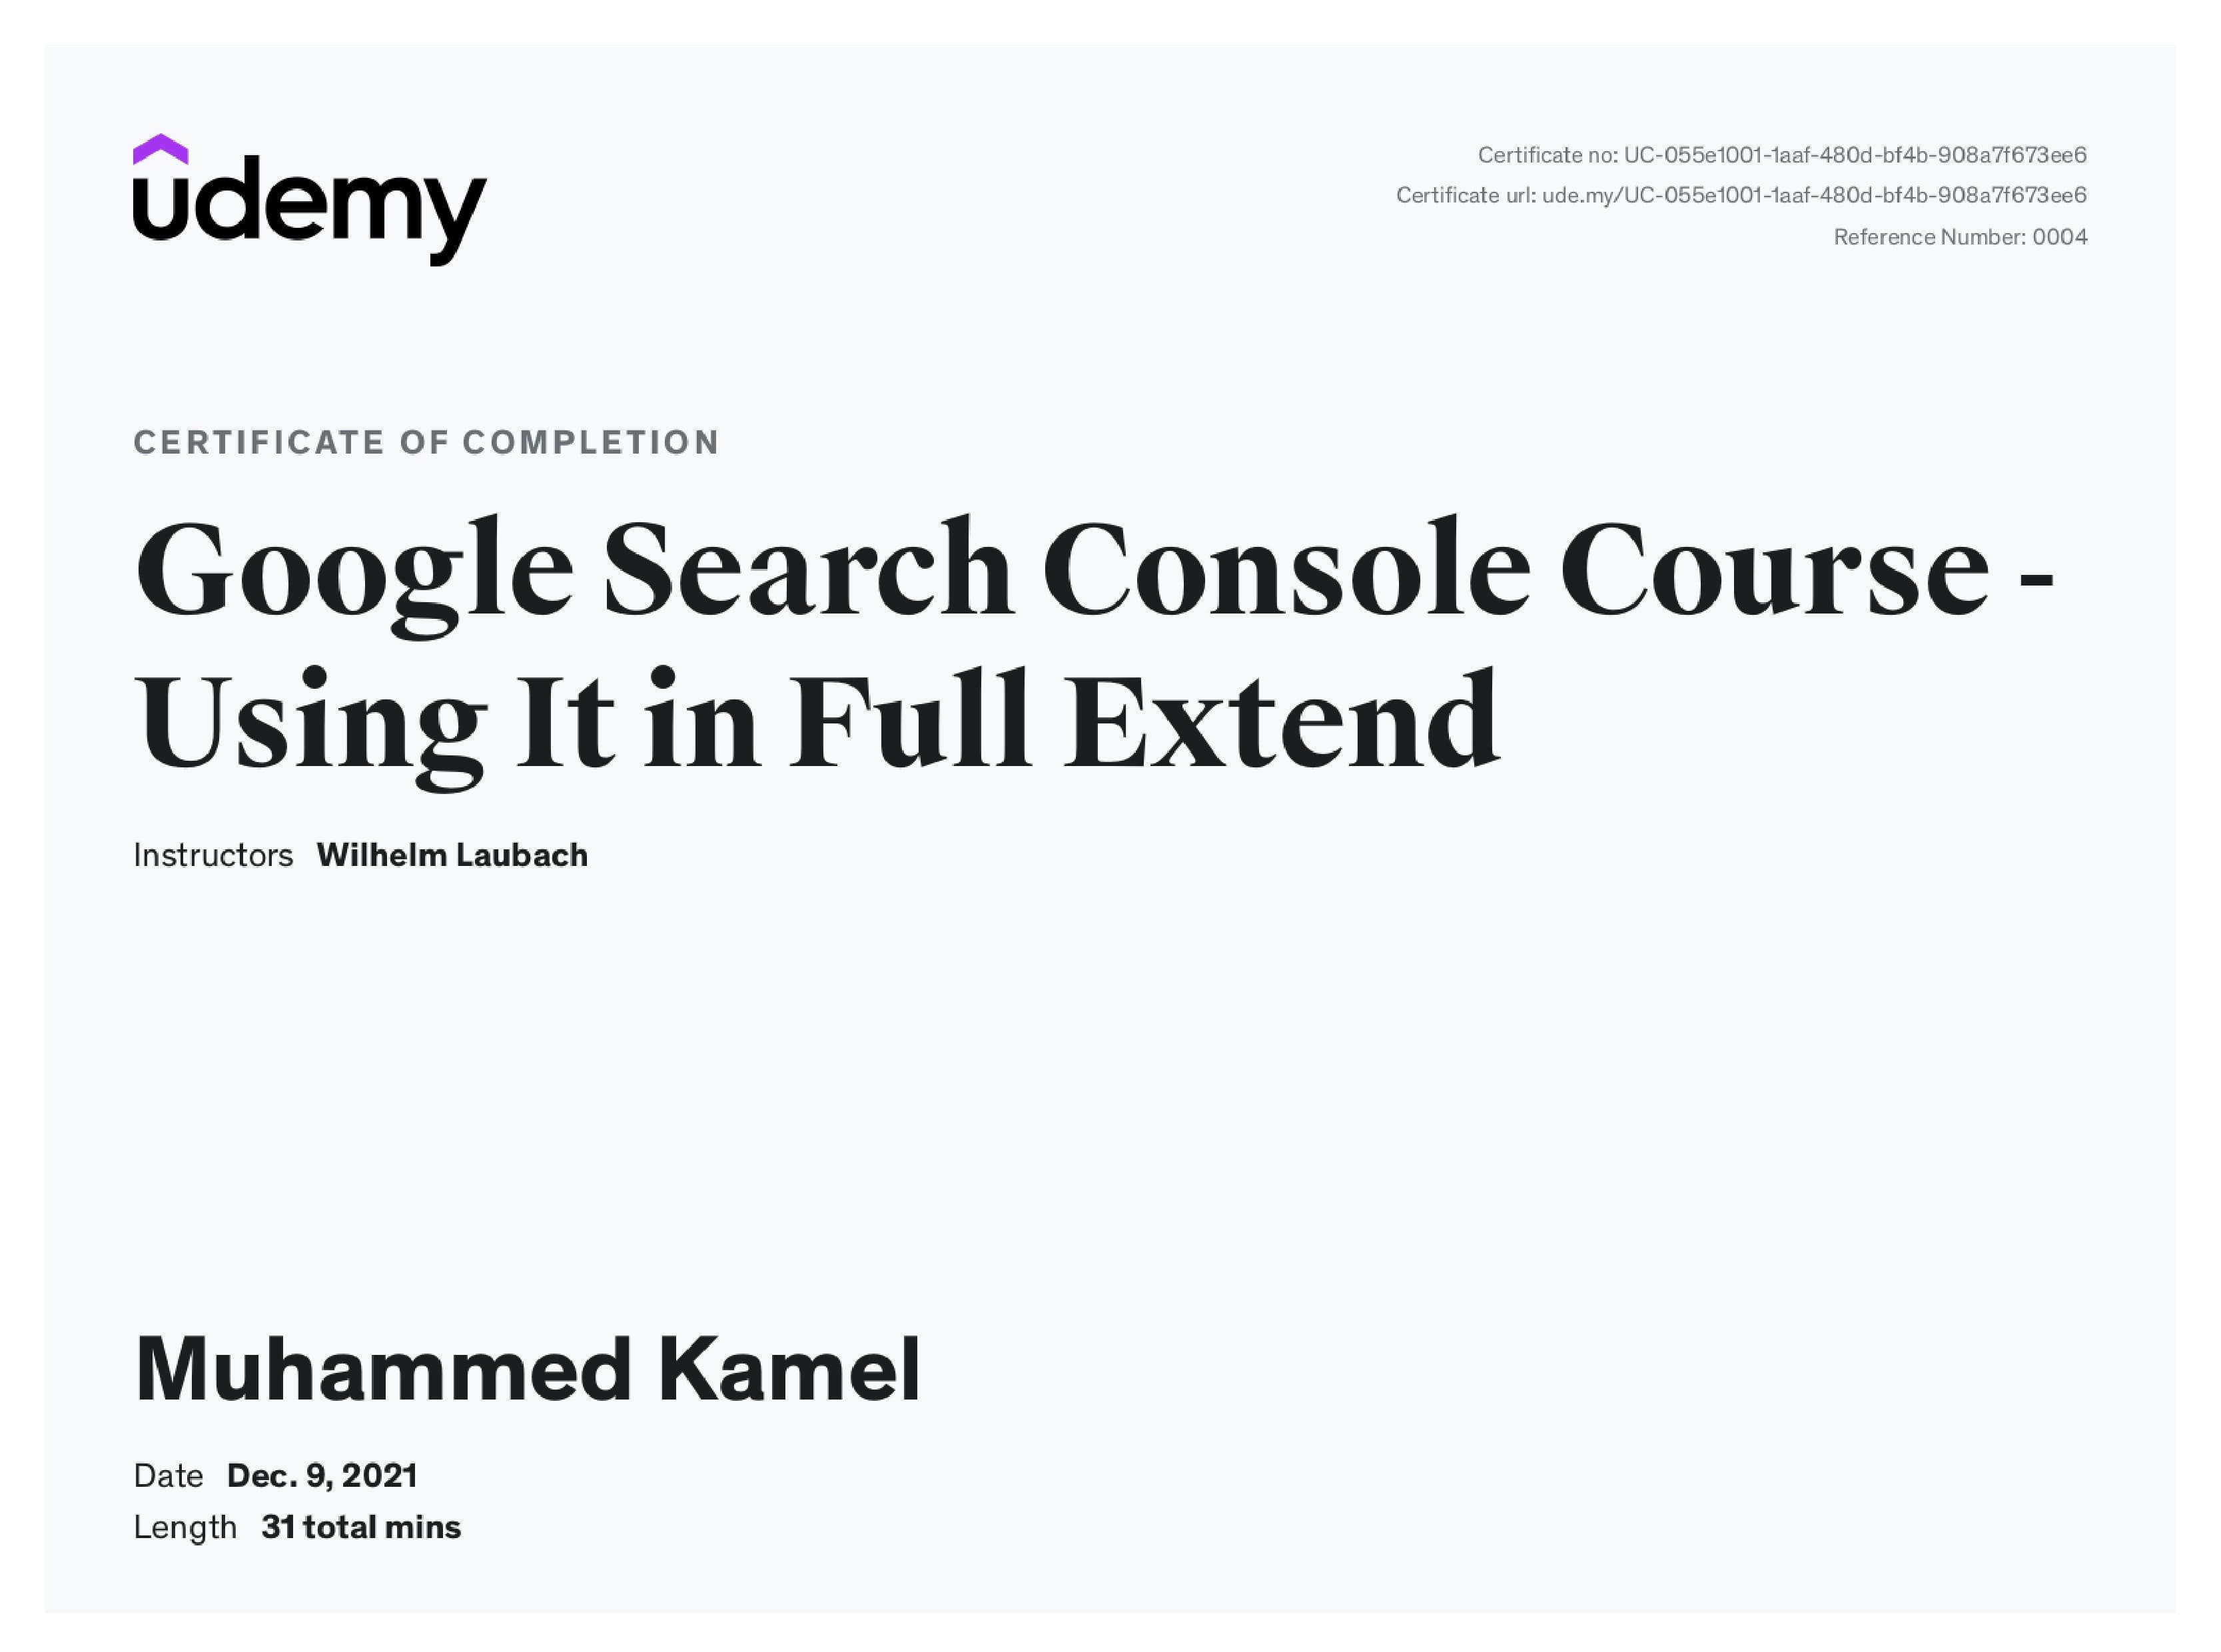 udemy
Certificate no: UC-055e1001-1aaf-480d-bf4b-908a7f673ee6
Certificate url: ude.my/UC-055e1001-1aaf-480d-bf4b-908a7f673ee6
Reference Number: 0004
CERTIFICATE OF COMPLETION
Google Search Console Course -
Using It in Full Extend
Instructors Wilhelm Laubach
Muhammed Kamel
Date Dec. 9, 2021
Length 31 total mins